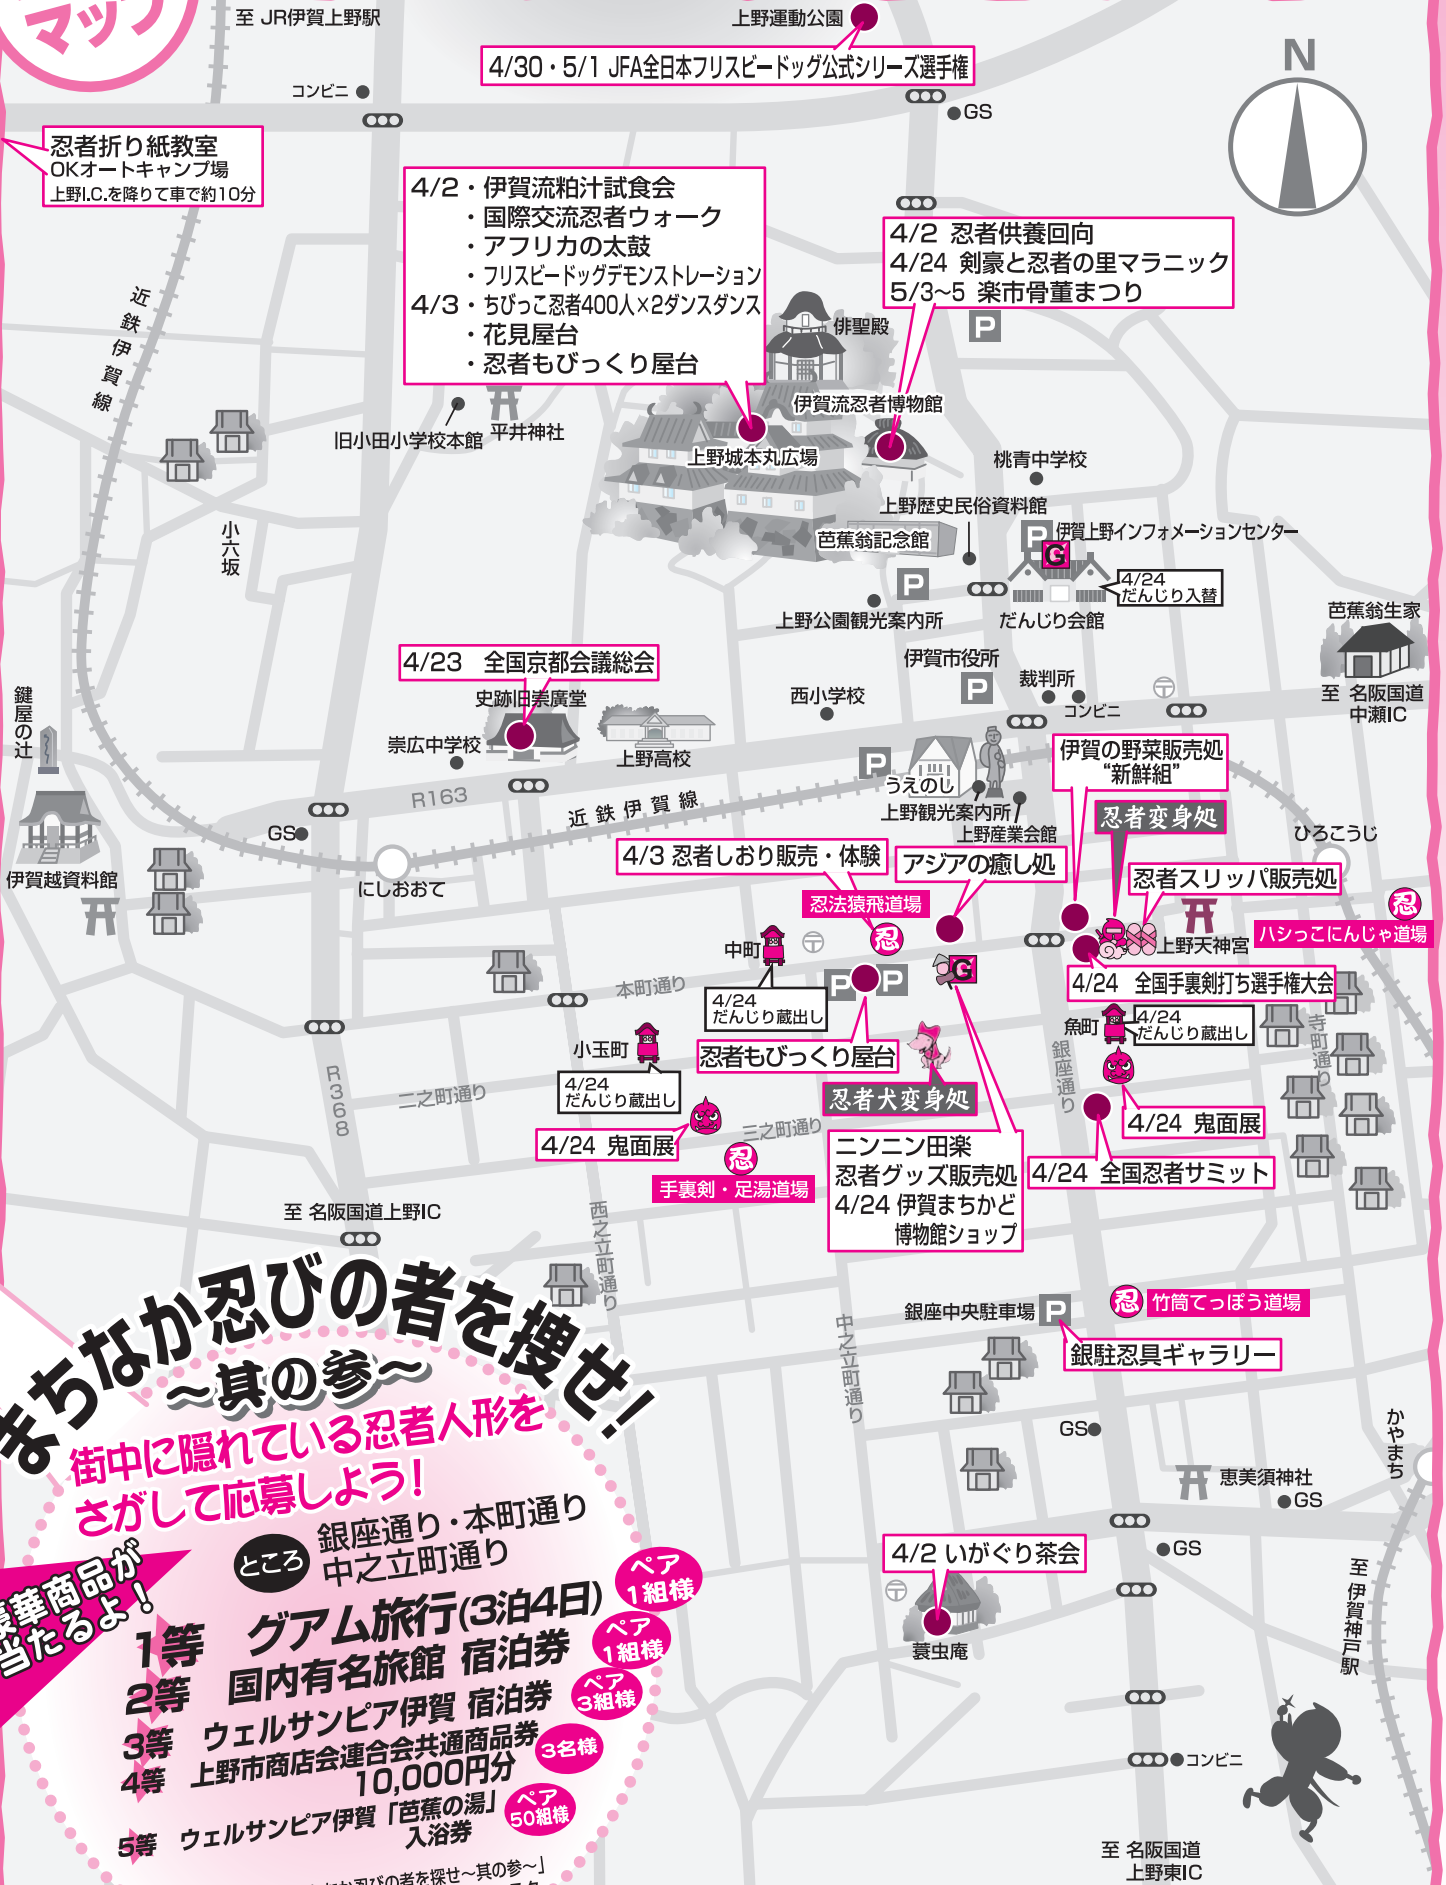 マップ
至 JR伊賀上野駅
上野運動公園
4/30・5/1 JFA全日本フリスビードッグ公式シリーズ選手権
コンビニ
GS
N
忍者折り紙教室
OKオートキャンプ場
上野I.C.を降りて車で約10分
4/2・伊賀流粕汁試食会
・国際交流忍者ウォーク
・アフリカの太鼓
・フリスビードッグデモンストレーション
4/3・ちびっこ忍者400人×2ダンスダンス
・花見屋台
・忍者もびっくり屋台
4/2 忍者供養回向
4/24 剣豪と忍者の里マラニック
5/3~5 楽市骨董まつり
P
近鉄伊賀線
俳聖殿
伊賀流忍者博物館
旧小田小学校本館
平井神社
上野城本丸広場
桃青中学校
上野歴史民俗資料館
小六坂
芭蕉翁記念館
P
伊賀上野インフォメーションセンター
G
P
4/24
だんじり入替
上野公園観光案内所
だんじり会館
芭蕉翁生家
至 名阪国道
中瀬IC
4/23 全国京都会議総会
史跡旧崇廣堂
伊賀市役所
P
裁判所
コンビニ
〒
西小学校
鍵屋の辻
崇広中学校
上野高校
P
うえのし
上野観光案内所
上野産業会館
伊賀の野菜販売処
“新鮮組”
R163
近鉄伊賀線
GS
忍者変身処
ひろこうじ
伊賀越資料館
にしおおて
4/3 忍者しおり販売・体験
アジアの癒し処
忍者スリッパ販売処
忍法猿飛道場
忍
忍
ハシっこにんじゃ道場
中町
〒
上野天神宮
本町通り
P
P
G
4/24 全国手裏剣打ち選手権大会
4/24
だんじり蔵出し
魚町
4/24
だんじり蔵出し
寺町通り
小玉町
忍者もびっくり屋台
銀座通り
R368
二之町通り
4/24
だんじり蔵出し
忍者犬変身処
4/24 鬼面展
三之町通り
4/24 鬼面展
忍
手裏剣・足湯道場
ニンニン田楽
忍者グッズ販売処
4/24 伊賀まちかど
博物館ショップ
4/24 全国忍者サミット
至 名阪国道上野IC
西之立町通り
銀座中央駐車場
P
忍
竹筒てっぽう道場
銀駐忍具ギャラリー
中之立町通り
GS
かやまち
恵美須神社
GS
4/2 いがぐり茶会
GS
〒
蓑虫庵
至 伊賀神戸駅
コンビニ
至 名阪国道
上野東IC
まちなか忍びの者を捜せ!
～其の参～
街中に隠れている忍者人形を
さがして応募しよう!
ところ
銀座通り・本町通り
中之立町通り
豪華商品が
当たるよ!
1等 グアム旅行(3泊4日)
ペア
1組様
2等 国内有名旅館 宿泊券
ペア
1組様
3等 ウェルサンピア伊賀 宿泊券
ペア
3組様
4等 上野市商店会連合会共通商品券
10,000円分
3名様
5等 ウェルサンピア伊賀「芭蕉の湯」
入浴券
ペア
50組様
か忍びの者を探せ～其の参～」